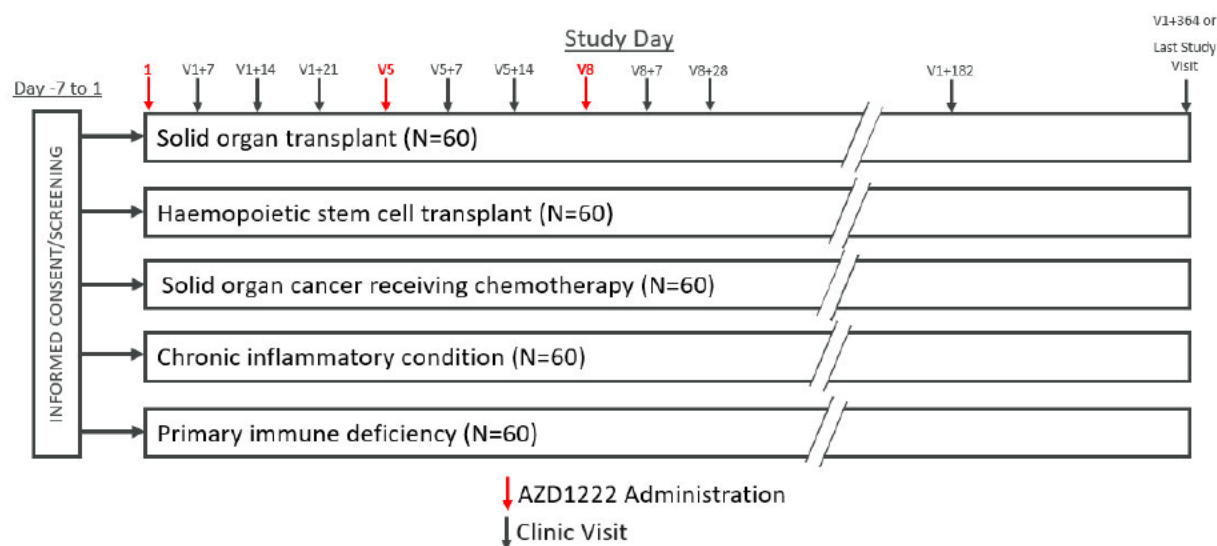 V1+364 or
Study Day
Last Study
Visit
1 V1+7 V1+14 V1+21 V5 V5+7 V5+14 V8 V8+7 V8+28 V1+182
Day -7 to 1
INFORMED CONSENT/SCREENING
Solid organ transplant (N=60)
Haemopoietic stem cell transplant (N=60)
Solid organ cancer receiving chemotherapy (N=60)
Chronic inflammatory condition (N=60)
Primary immune deficiency (N=60)
AZD1222 Administration
Clinic Visit